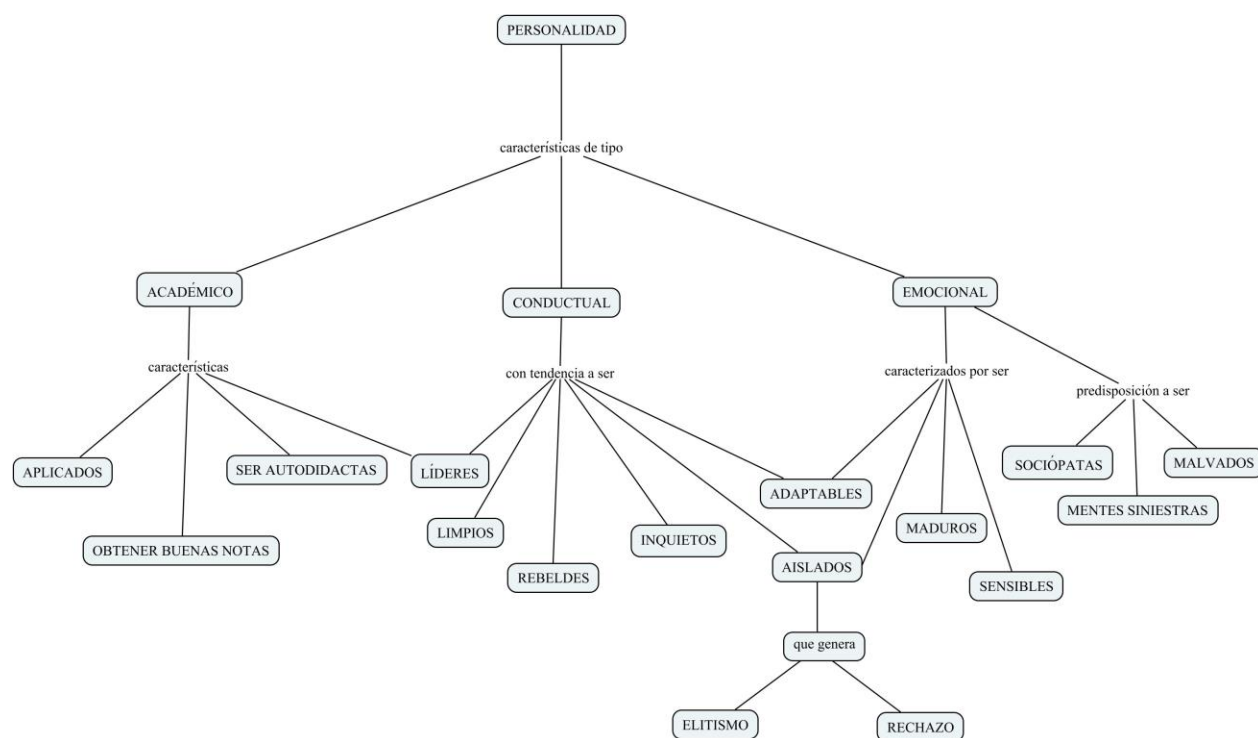 PERSONALIDAD
características de tipo
ACADÉMICO
CONDUCTUAL
EMOCIONAL
características
con tendencia a ser
caracterizados por ser
predisposición a ser
APLICADOS
SER AUTODIDACTAS
LÍDERES
ADAPTABLES
SOCIÓPATAS
MALVADOS
OBTENER BUENAS NOTAS
LIMPIOS
INQUIETOS
MADUROS
MENTES SINIESTRAS
REBELDES
AISLADOS
SENSIBLES
que genera
ELITISMO
RECHAZO